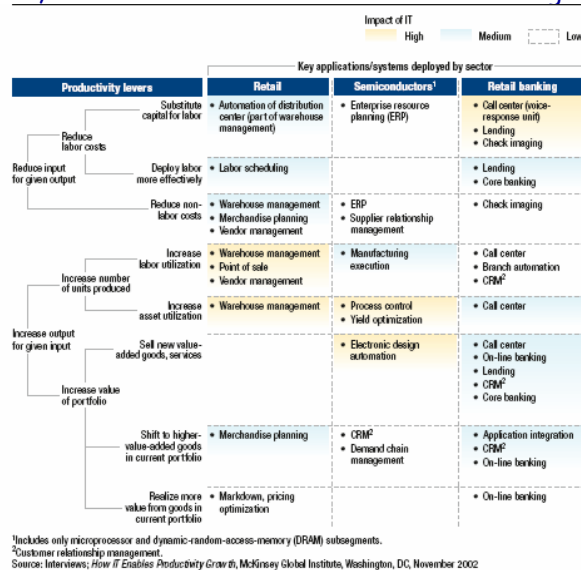 Impact of IT
High Medium Low
Key applications/systems deployed by sector
Productivity levers Retail Semiconductors¹ Retail banking
Reduce input for given output
Reduce labor costs
Substitute capital for labor
• Automation of distribution center (part of warehouse management)
• Enterprise resource planning (ERP)
• Call center (voice-response unit)
• Lending
• Check imaging
Deploy labor more effectively
• Labor scheduling
• Lending
• Core banking
Reduce non-labor costs
• Warehouse management
• Merchandise planning
• Vendor management
• ERP
• Supplier relationship management
• Check imaging
Increase output for given input
Increase number of units produced
Increase labor utilization
• Warehouse management
• Point of sale
• Vendor management
• Manufacturing execution
• Call center
• Branch automation
• CRM²
Increase asset utilization
• Warehouse management
• Process control
• Yield optimization
• Call center
Increase value of portfolio
Sell new value-added goods, services
• Electronic design automation
• Call center
• On-line banking
• Lending
• CRM²
• Core banking
Shift to higher-value-added goods in current portfolio
• Merchandise planning
• CRM²
• Demand chain management
• Application integration
• CRM²
• On-line banking
Realize more value from goods in current portfolio
• Markdown, pricing optimization
• On-line banking
¹Includes only microprocessor and dynamic-random-access-memory (DRAM) subsegments.
²Customer relationship management.
Source: Interviews; How IT Enables Productivity Growth, McKinsey Global Institute, Washington, DC, November 2002